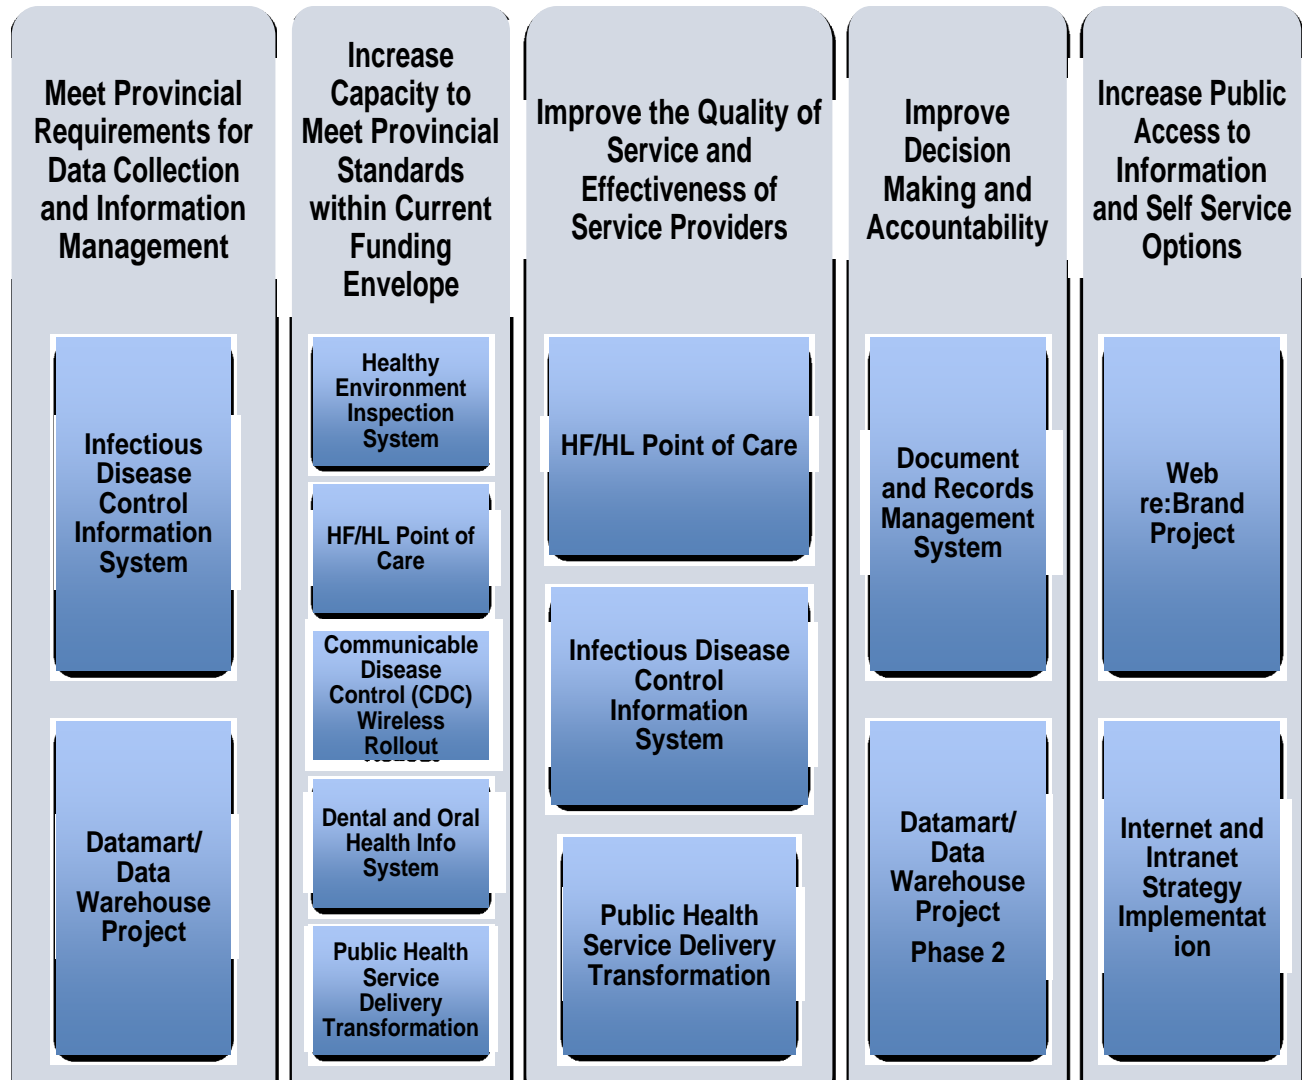 Meet Provincial
Requirements for
Data Collection
and Information
Management
Infectious
Disease
Control
Information
System
Datamart/
Data
Warehouse
Project
Increase
Capacity to
Meet Provincial
Standards
within Current
Funding
Envelope
Healthy
Environment
Inspection
System
HF/HL Point of
Care
Communicable
Disease
Control (CDC)
Wireless
Rollout
Dental and Oral
Health Info
System
Public Health
Service
Delivery
Transformation
Improve the Quality of
Service and
Effectiveness of
Service Providers
HF/HL Point of Care
Infectious Disease
Control
Information
System
Public Health
Service Delivery
Transformation
Improve
Decision
Making and
Accountability
Document
and Records
Management
System
Datamart/
Data
Warehouse
Project
Phase 2
Increase Public
Access to
Information
and Self Service
Options
Web
re:Brand
Project
Internet and
Intranet
Strategy
Implementat
ion